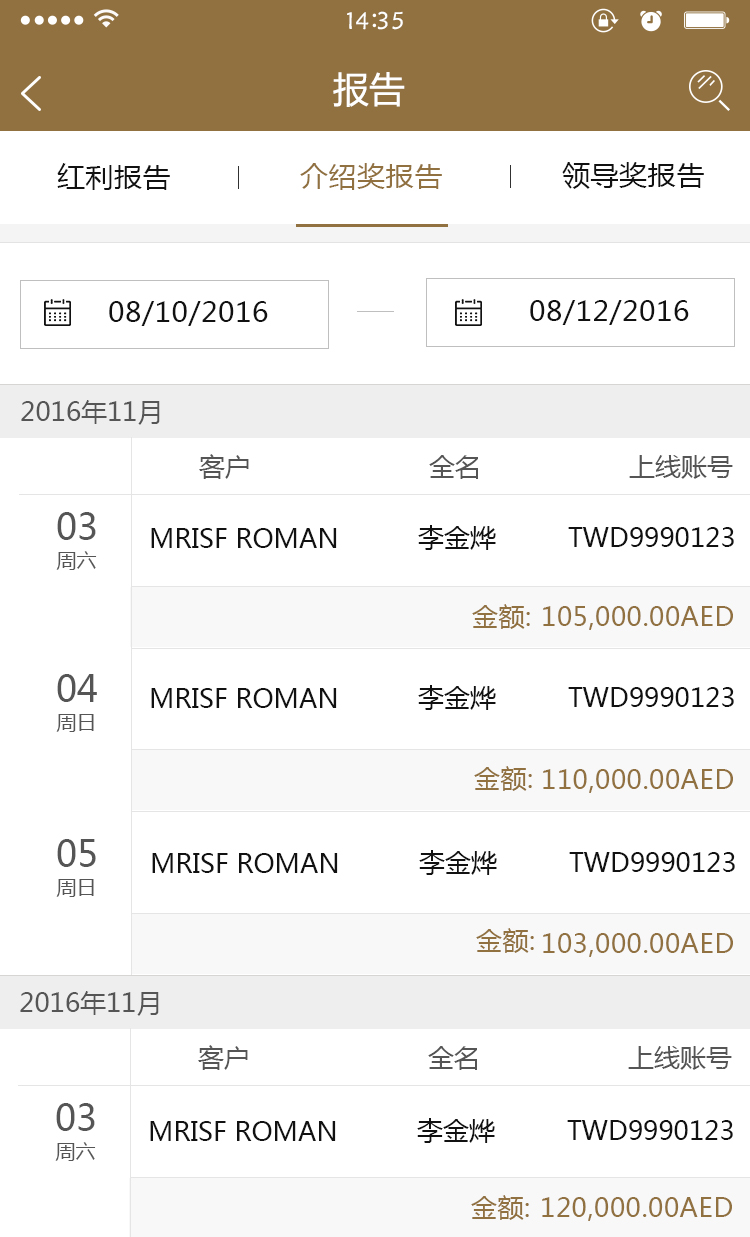 14:35
报告
红利报告 | 介绍奖报告 | 领导奖报告
08/10/2016 — 08/12/2016
2016年11月
客户 全名 上线账号
03 MRISF ROMAN 李金烨 TWD9990123
周六
金额: 105,000.00AED
04 MRISF ROMAN 李金烨 TWD9990123
周日
金额: 110,000.00AED
05 MRISF ROMAN 李金烨 TWD9990123
周日
金额: 103,000.00AED
2016年11月
客户 全名 上线账号
03 MRISF ROMAN 李金烨 TWD9990123
周六
金额: 120,000.00AED